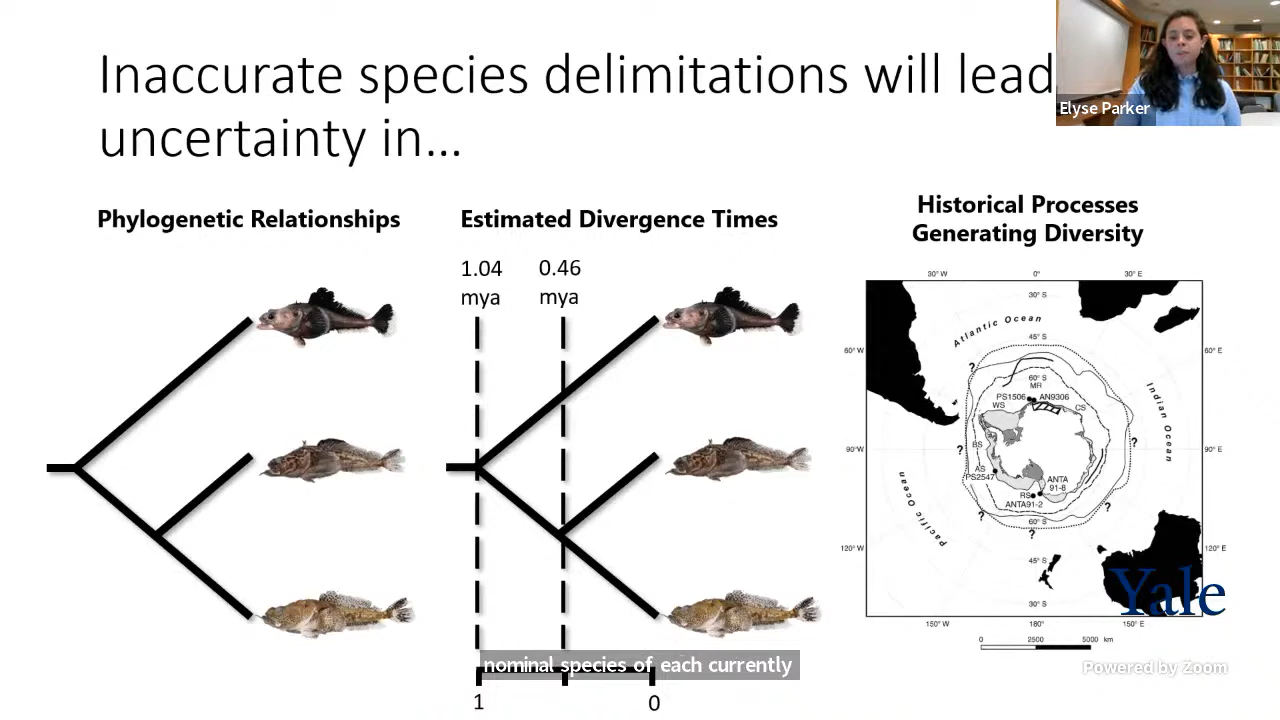 Inaccurate species delimitations will lead
uncertainty in…
Elyse Parker
Phylogenetic Relationships
Estimated Divergence Times
Historical Processes
Generating Diversity
1.04
mya
0.46
mya
30° W
0°
30° E
30° S
Atlantic Ocean
45° S
60° W
60° E
?
60° S
MR
PS1506
AN9306
WS
CS
Indian Ocean
?
?
BS
90° W
90° E
AS
PS2547
ANTA
91-8
RS
ANTA91-2
Pacific Ocean
?
?
60° S
?
120° W
120° E
45° S
30° S
150° W
180°
150° E
Yale
0
2500
5000
km
nominal species of each currently
Powered by Zoom
1
0